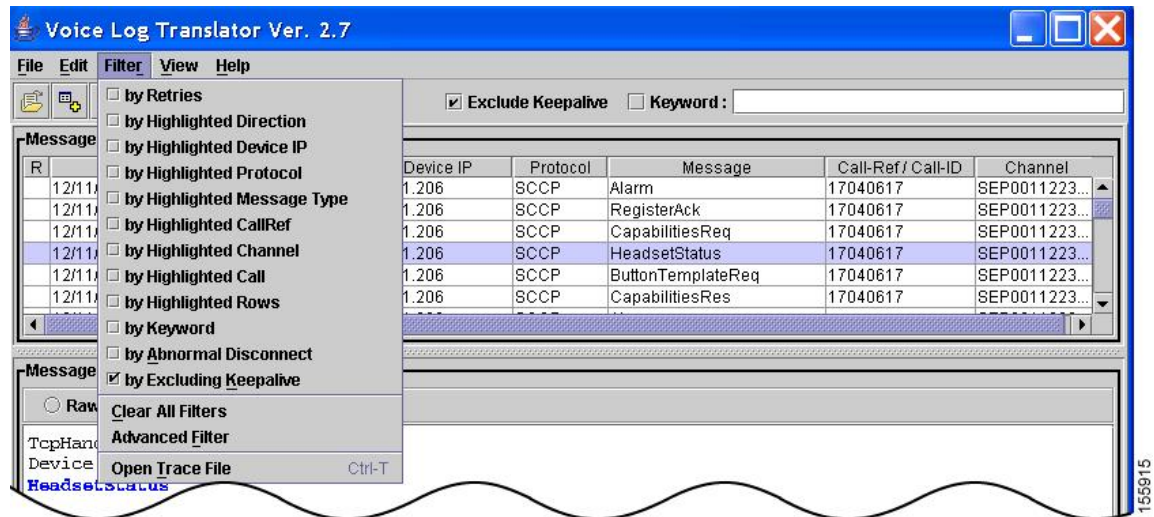 Voice Log Translator Ver. 2.7
File Edit Filter View Help
Exclude Keepalive Keyword :
by Retries
by Highlighted Direction
by Highlighted Device IP
by Highlighted Protocol
by Highlighted Message Type
by Highlighted CallRef
by Highlighted Channel
by Highlighted Call
by Highlighted Rows
by Keyword
by Abnormal Disconnect
by Excluding Keepalive
Clear All Filters
Advanced Filter
Open Trace File Ctrl-T
Message
R Device IP Protocol Message Call-Ref / Call-ID Channel
12/11/ 1.206 SCCP Alarm 17040617 SEP0011223...
12/11/ 1.206 SCCP RegisterAck 17040617 SEP0011223...
12/11/ 1.206 SCCP CapabilitiesReq 17040617 SEP0011223...
12/11/ 1.206 SCCP HeadsetStatus 17040617 SEP0011223...
12/11/ 1.206 SCCP ButtonTemplateReq 17040617 SEP0011223...
12/11/ 1.206 SCCP CapabilitiesRes 17040617 SEP0011223...
Message
Raw
TcpHand
Device
HeadsetStatus
155915